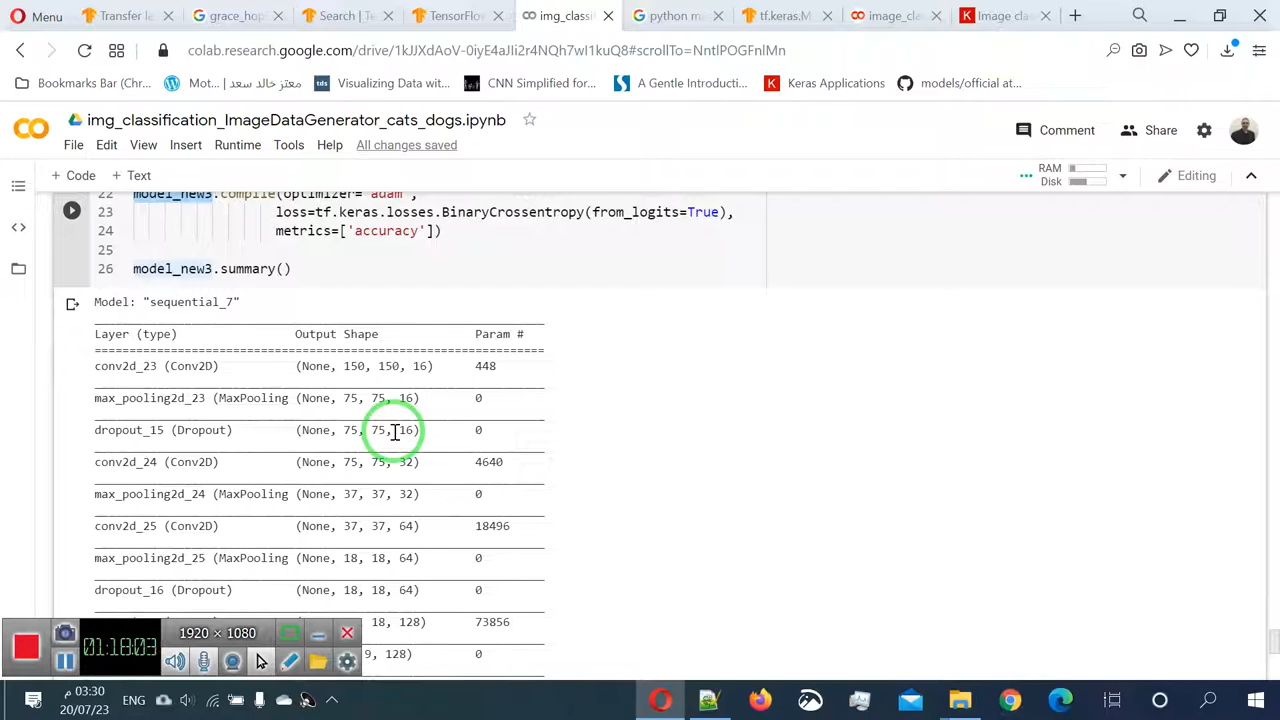 Menu
Transfer l
grace_hop
Search | T
TensorFlow
img_classif
python m
tf.keras.M
image_cla
Image cla
colab.research.google.com/drive/1kJJXdAoV-0iyE4aJIi2r4NQh7wI1kuQ8#scrollTo=NntlPOGFnlMn
Bookmarks Bar (Chr...
معتز خالد سعد | Mot...
Visualizing Data wit...
CNN Simplified for...
A Gentle Introducti...
Keras Applications
models/official at...
img_classification_ImageDataGenerator_cats_dogs.ipynb
Comment
Share
File Edit View Insert Runtime Tools Help All changes saved
+ Code + Text
RAM
Disk
Editing
22 model_new3.compile(optimizer='adam',
23 loss=tf.keras.losses.BinaryCrossentropy(from_logits=True),
24 metrics=['accuracy'])
25
26 model_new3.summary()
Model: "sequential_7"
Layer (type) Output Shape Param #
conv2d_23 (Conv2D) (None, 150, 150, 16) 448
max_pooling2d_23 (MaxPooling (None, 75, 75, 16) 0
dropout_15 (Dropout) (None, 75, 75, 16) 0
conv2d_24 (Conv2D) (None, 75, 75, 32) 4640
max_pooling2d_24 (MaxPooling (None, 37, 37, 32) 0
conv2d_25 (Conv2D) (None, 37, 37, 64) 18496
max_pooling2d_25 (MaxPooling (None, 18, 18, 64) 0
dropout_16 (Dropout) (None, 18, 18, 64) 0
18, 128) 73856
9, 128) 0
01:18:03
1920 × 1080
ENG
03:30 م
20/07/23